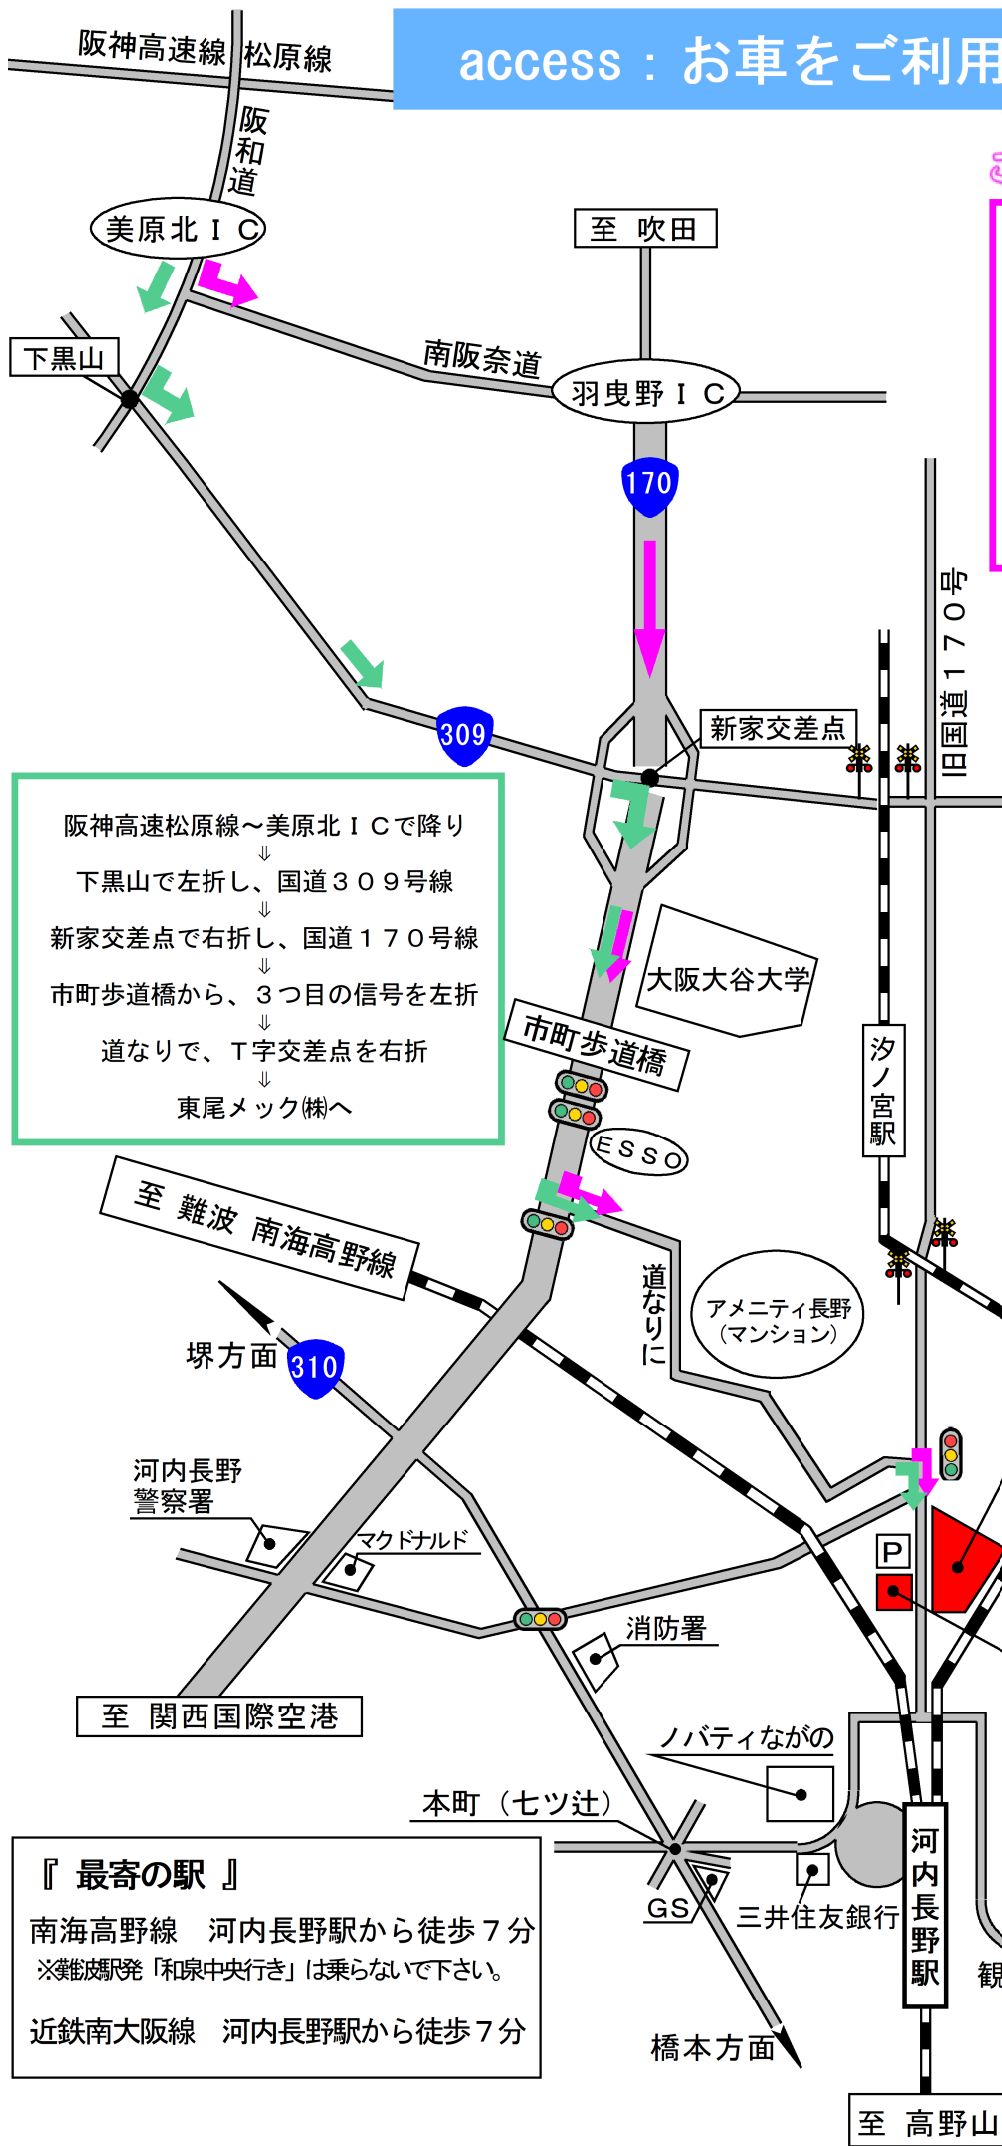 access：お車をご利用
阪神高速線 松原線
阪和道
美原北ＩＣ
至 吹田
下黒山
南阪奈道
羽曳野ＩＣ
170
旧国道１７０号
309
新家交差点
阪神高速松原線～美原北ＩＣで降り
⇓
下黒山で左折し、国道３０９号線
⇓
新家交差点で右折し、国道１７０号線
⇓
市町歩道橋から、３つ目の信号を左折
⇓
道なりで、Ｔ字交差点を右折
⇓
東尾メック㈱へ
大阪大谷大学
市町歩道橋
汐ノ宮駅
ＥＳＳＯ
至 難波 南海高野線
道なりに
アメニティ長野
（マンション）
堺方面
310
河内長野
警察署
マクドナルド
P
消防署
至 関西国際空港
ノバティながの
本町（七ツ辻）
『 最寄の駅 』
南海高野線　河内長野駅から徒歩７分
※難波駅発「和泉中央行き」は乗らないで下さい。
近鉄南大阪線　河内長野駅から徒歩７分
GS
三井住友銀行
河内長野駅
観
橋本方面
至 高野山